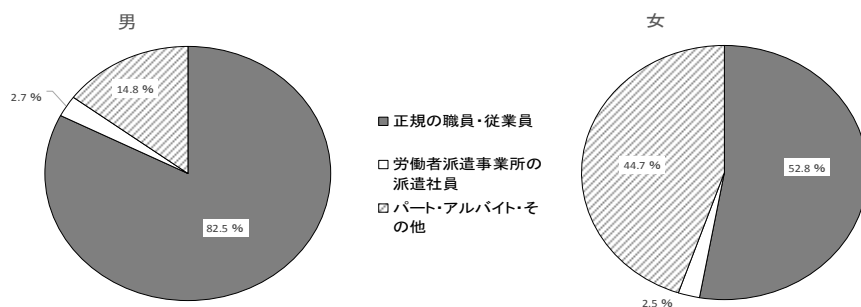 男
女
14.8 %
2.7 %
82.5 %
正規の職員・従業員
労働者派遣事業所の
派遣社員
パート・アルバイト・そ
の他
44.7 %
52.8 %
2.5 %